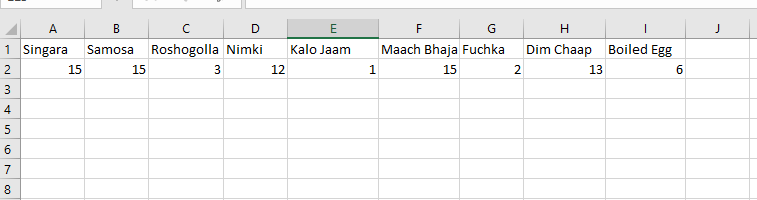 A B C D E F G H I J
1 Singara Samosa Roshogolla Nimki Kalo Jaam Maach Bhaja Fuchka Dim Chaap Boiled Egg
2 15 15 3 12 1 15 2 13 6
3
4
5
6
7
8